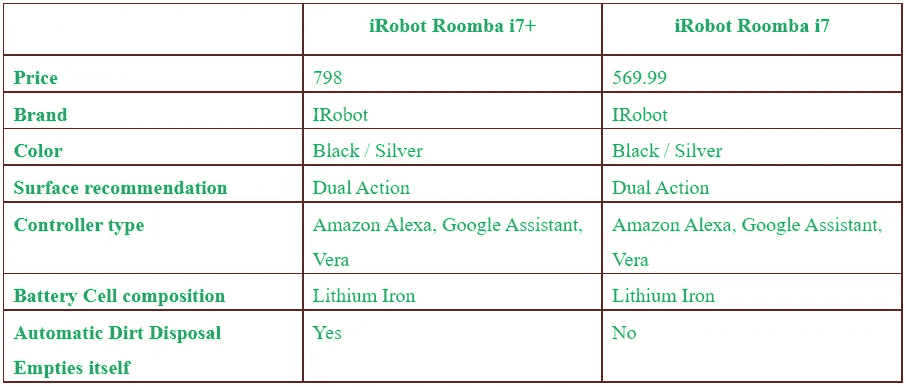 iRobot Roomba i7+ iRobot Roomba i7
Price 798 569.99
Brand IRobot IRobot
Color Black / Silver Black / Silver
Surface recommendation Dual Action Dual Action
Controller type Amazon Alexa, Google Assistant, Amazon Alexa, Google Assistant,
Vera Vera
Battery Cell composition Lithium Iron Lithium Iron
Automatic Dirt Disposal Yes No
Empties itself